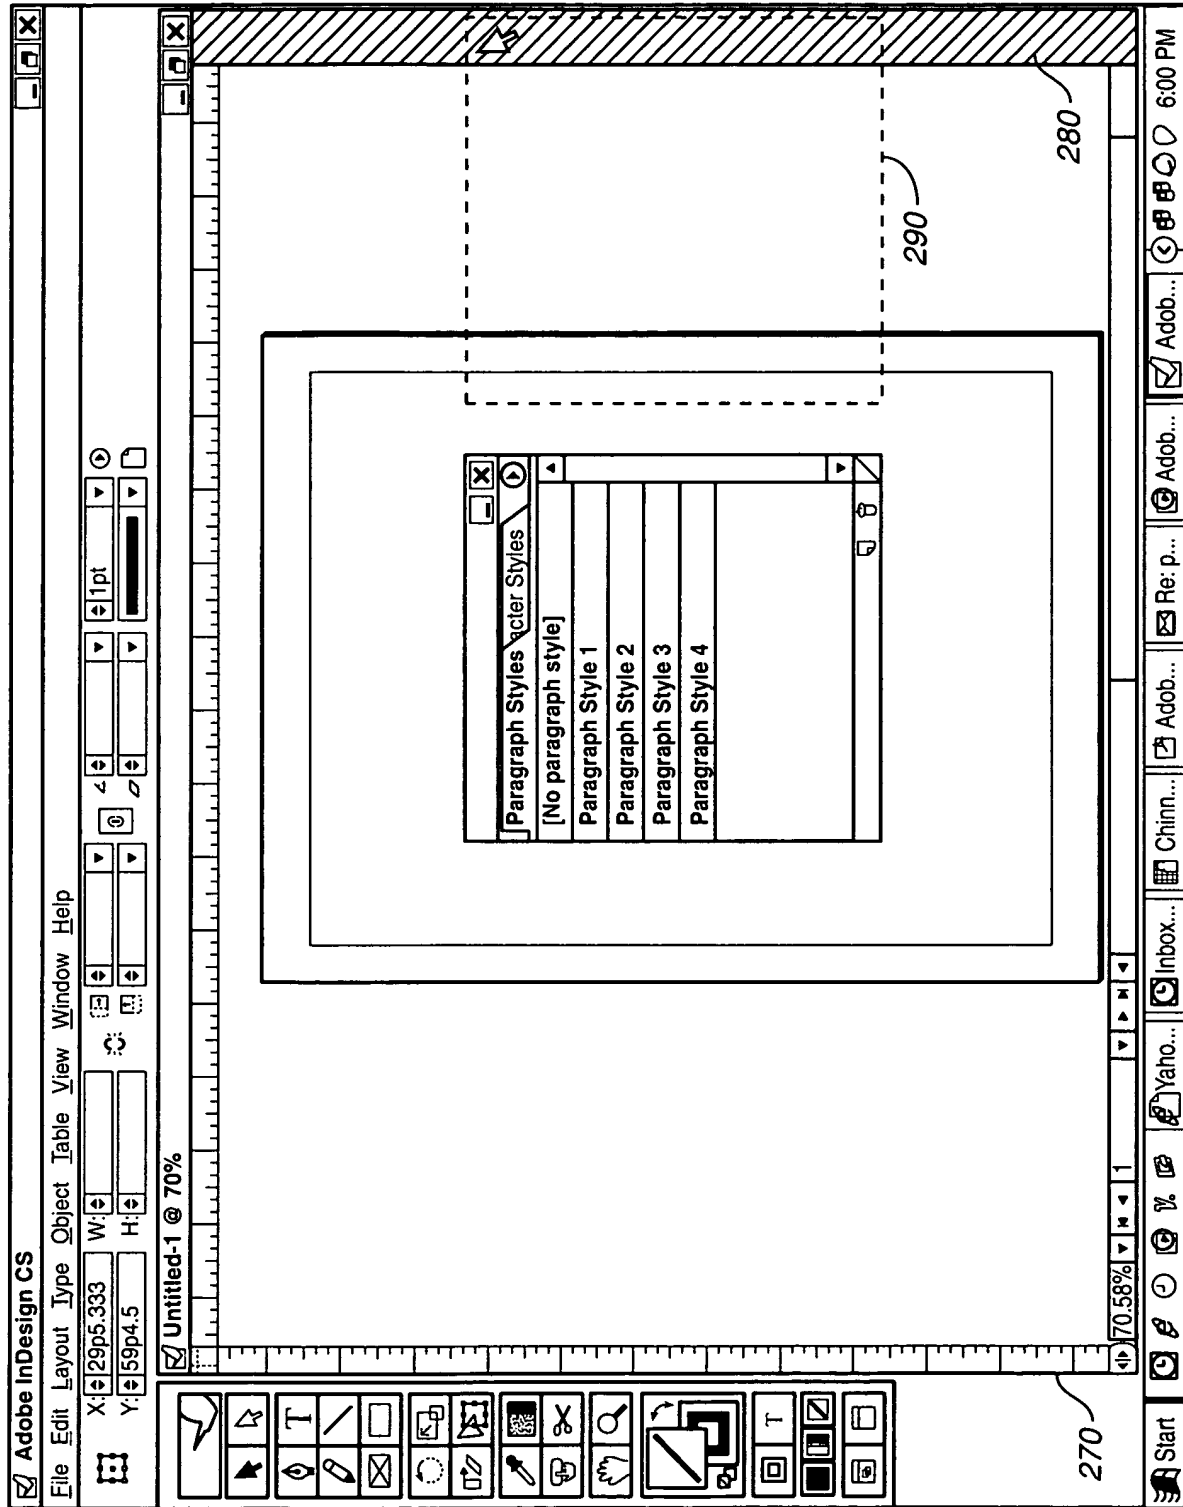 Adobe InDesign CS
File Edit Layout Type Object Table View Window Help
X: 29p5.333 W: 1pt
Y: 59p4.5 H:
Untitled-1 @ 70%
T
Paragraph Styles acter Styles
[No paragraph style]
Paragraph Style 1
Paragraph Style 2
Paragraph Style 3
Paragraph Style 4
T
290
280
270
70.58% 1
Start Yaho... Inbox... Chinn... Adob... Re: p... Adob... Adob... 6:00 PM